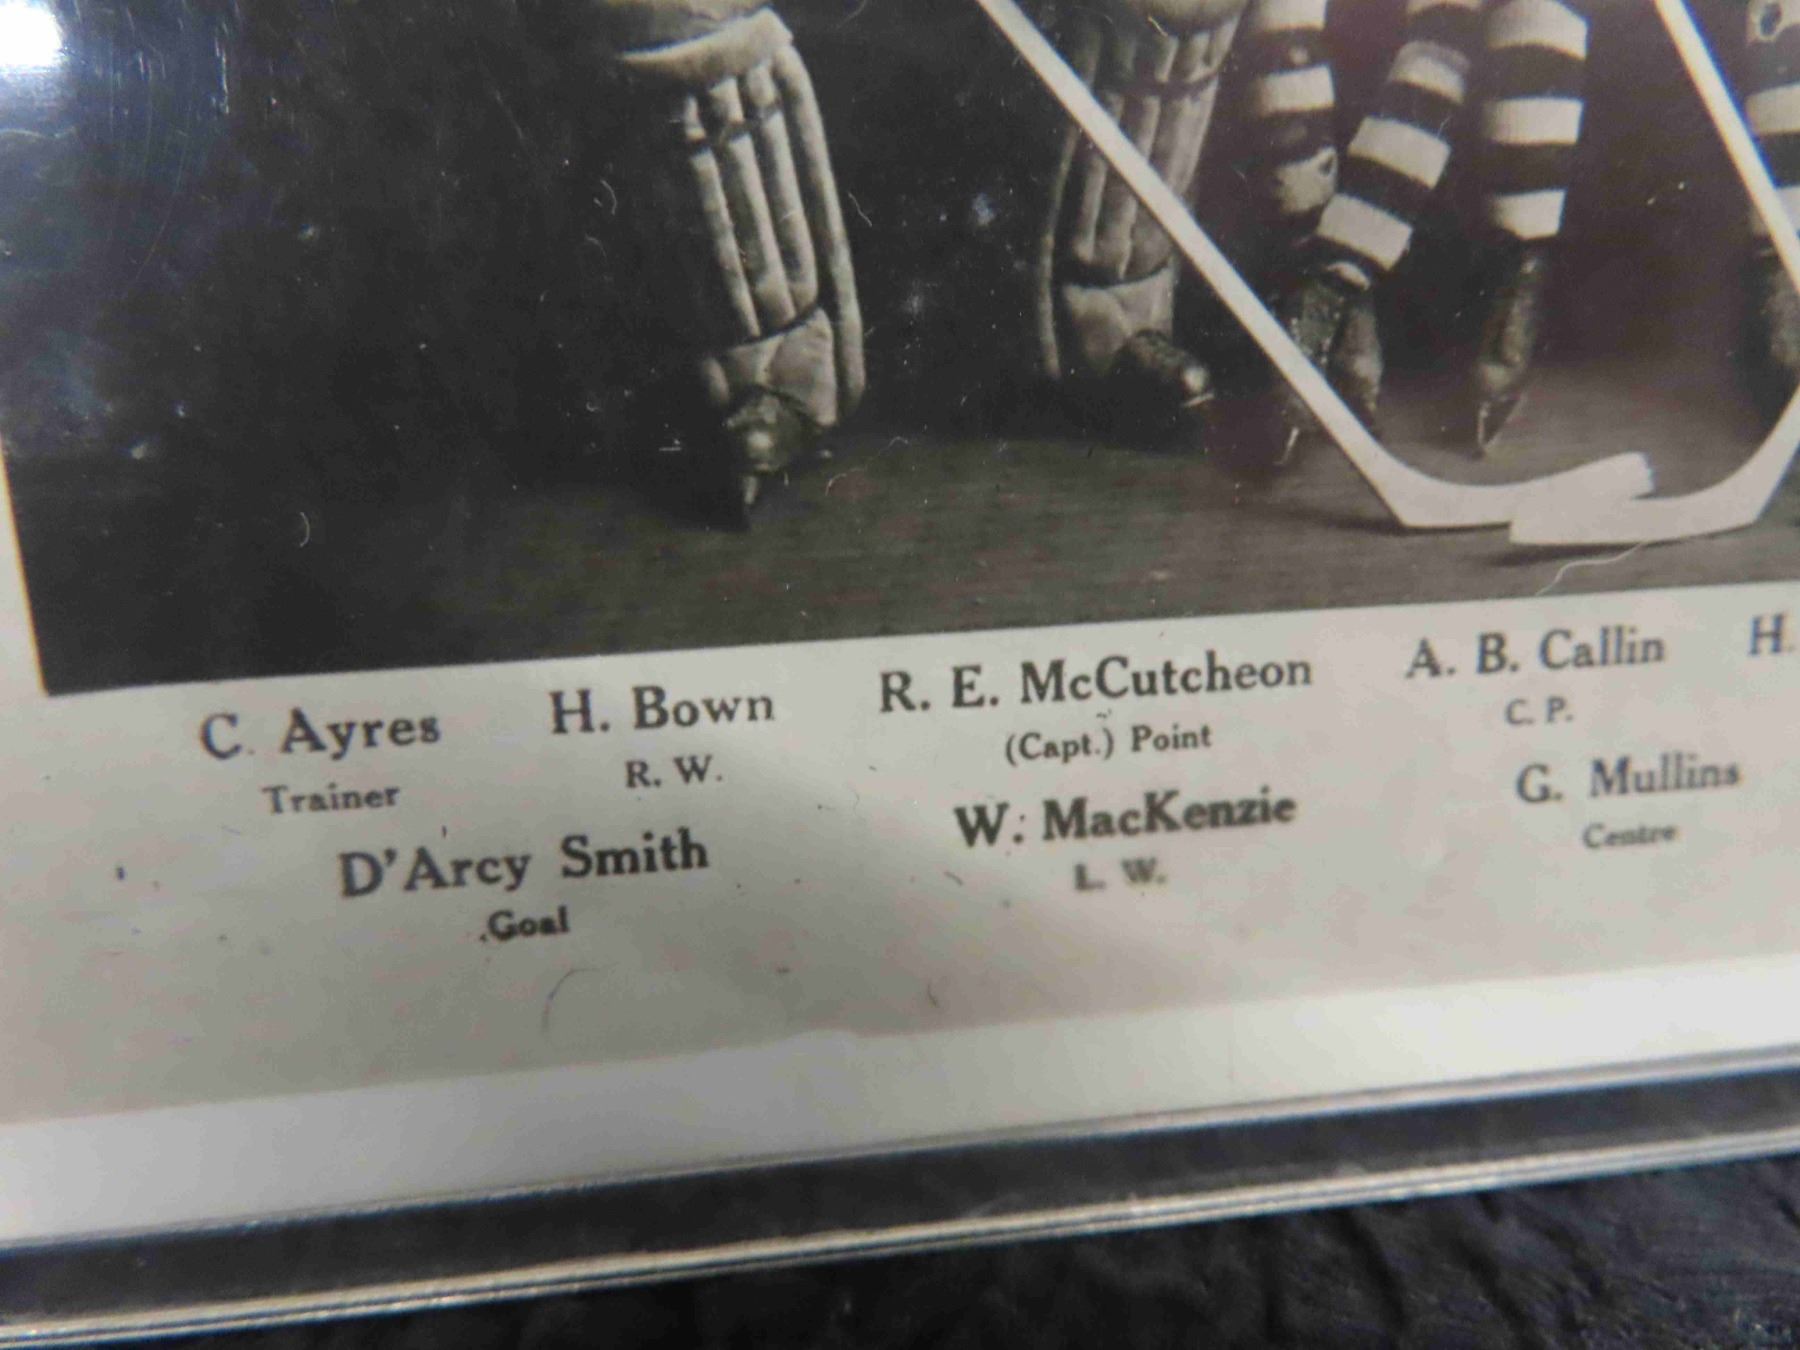 C. Ayres H. Bown R. E. McCutcheon A. B. Callin H.
Trainer R. W. (Capt.) Point C. P.
D'Arcy Smith W. MacKenzie G. Mullins
Goal L. W. Centre